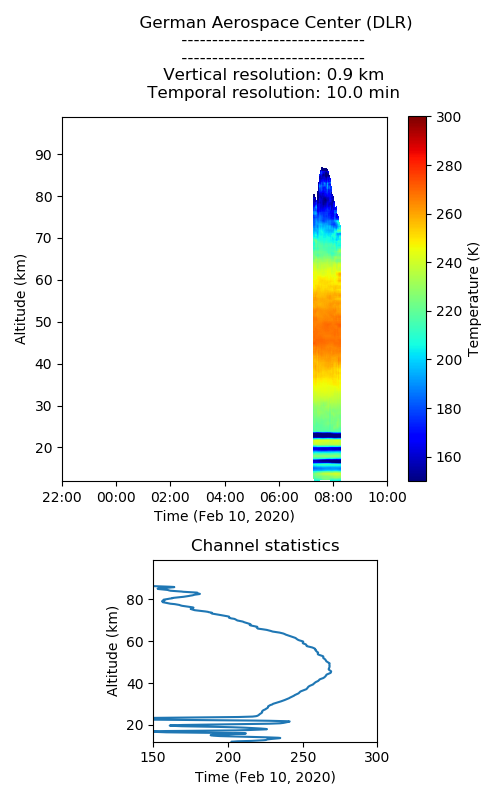 German Aerospace Center (DLR)
------------------------------
------------------------------
Vertical resolution: 0.9 km
Temporal resolution: 10.0 min
90
80
70
60
50
40
30
20
Altitude (km)
22:00 00:00 02:00 04:00 06:00 08:00 10:00
Time (Feb 10, 2020)
300
280
260
240
220
200
180
160
Temperature (K)
Channel statistics
80
60
40
20
Altitude (km)
150 200 250 300
Time (Feb 10, 2020)